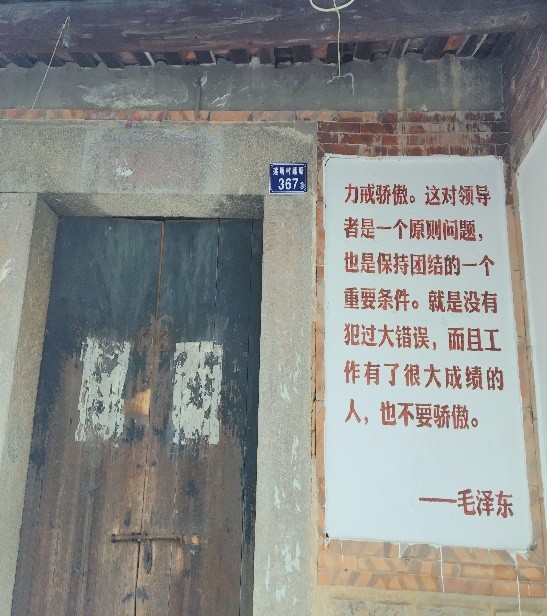 367
力戒骄傲。这对领导
者是一个原则问题，
也是保持团结的一个
重要条件。就是没有
犯过大错误，而且工
作有了很大成绩的
人，也不要骄傲。
——毛泽东